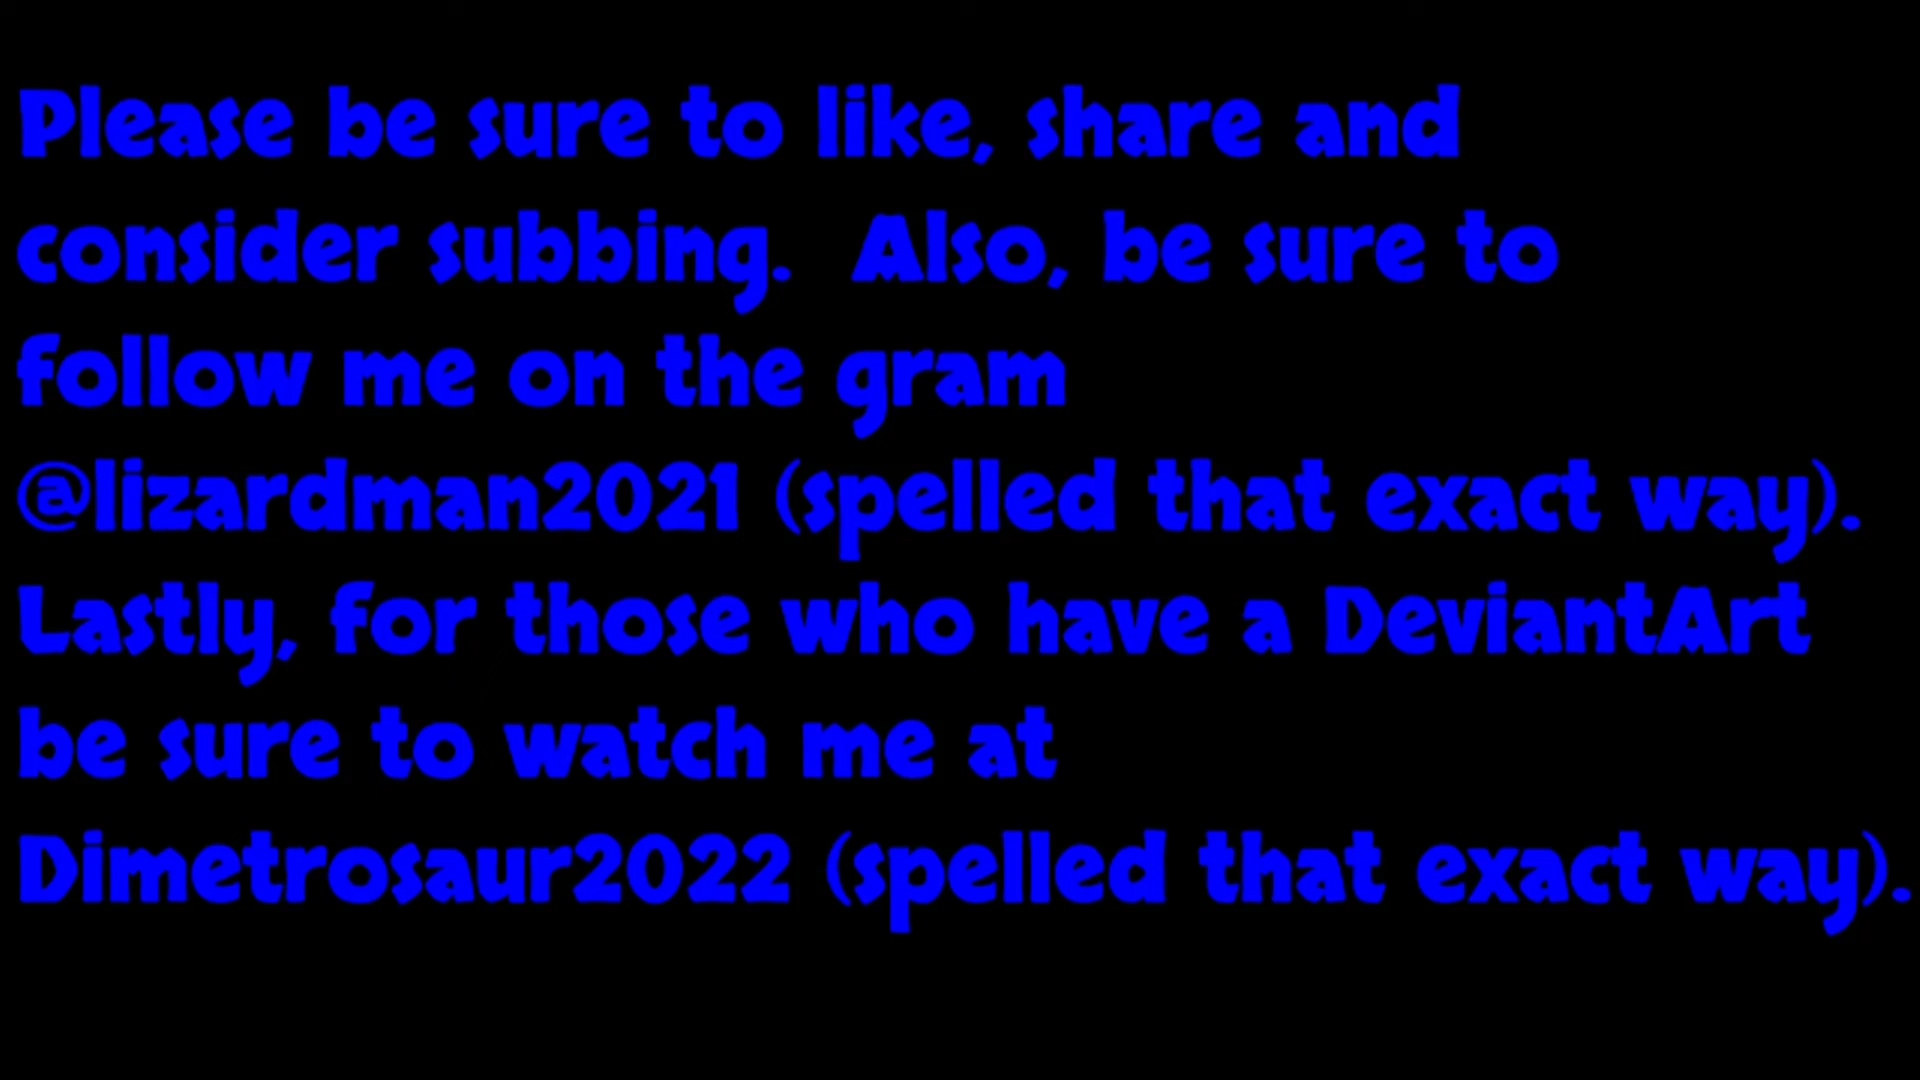 Please be sure to like, share and
consider subbing.  Also, be sure to
follow me on the gram
@lizardman2021 (spelled that exact way).
Lastly, for those who have a DeviantArt
be sure to watch me at
Dimetrosaur2022 (spelled that exact way).